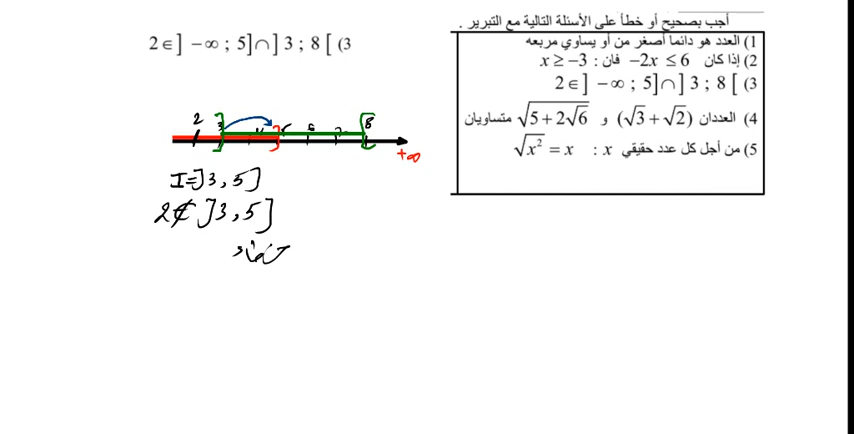 أجب بصحيح أو خطأ على الأسئلة التالية مع التبرير .
1) العدد هو دائما أصغر من أو يساوي مربعه
2) إذا كان −2x ≤ 6 فان : x ≥ −3
2 ∈ ] − ∞ ; 5] ∩ ] 3 ; 8 [ (3
4) العددان (√3 + √2) و √(5 + 2√6) متساويان
5) من أجل كل عدد حقيقي x : √(x²) = x
2 ∈ ] − ∞ ; 5] ∩ ] 3 ; 8 [ (3
2 3 4 5 6 7 8
+∞
I=]3,5]
2∉ ]3,5]
خطأ